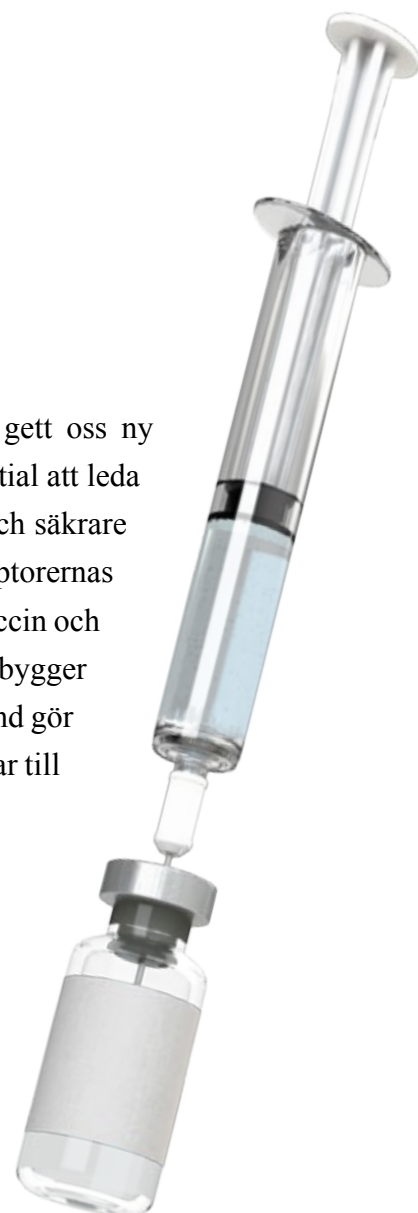 gett oss ny
tial att leda
ch säkrare
ptorernas
ccin och
bygger
nd gör
ar till